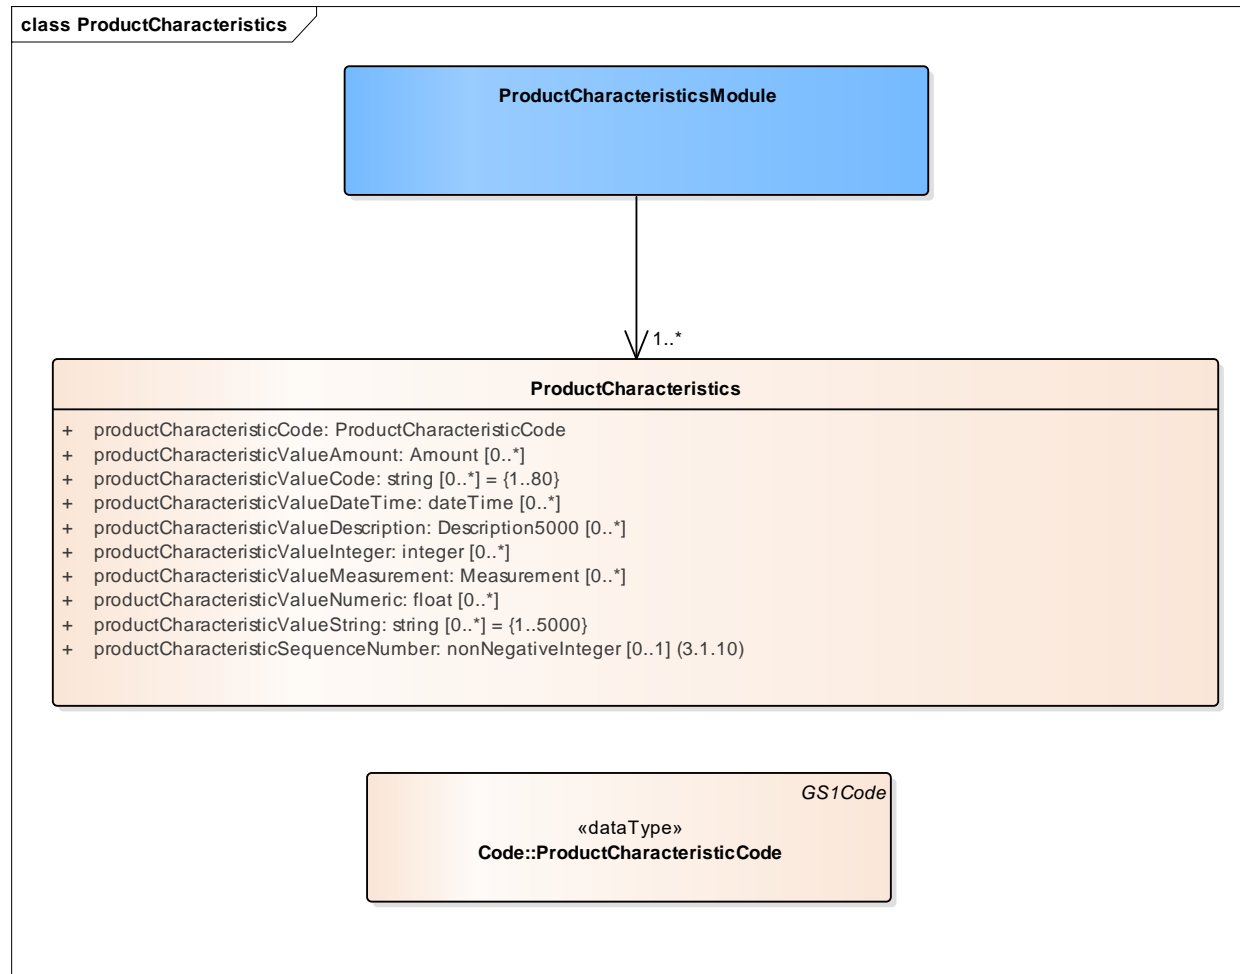 class ProductCharacteristics
ProductCharacteristicsModule
1..*
ProductCharacteristics
+ productCharacteristicCode: ProductCharacteristicCode
+ productCharacteristicValueAmount: Amount [0..*]
+ productCharacteristicValueCode: string [0..*] = {1..80}
+ productCharacteristicValueDateTime: dateTime [0..*]
+ productCharacteristicValueDescription: Description5000 [0..*]
+ productCharacteristicValueInteger: integer [0..*]
+ productCharacteristicValueMeasurement: Measurement [0..*]
+ productCharacteristicValueNumeric: float [0..*]
+ productCharacteristicValueString: string [0..*] = {1..5000}
+ productCharacteristicSequenceNumber: nonNegativeInteger [0..1] (3.1.10)
GS1Code
«dataType»
Code::ProductCharacteristicCode